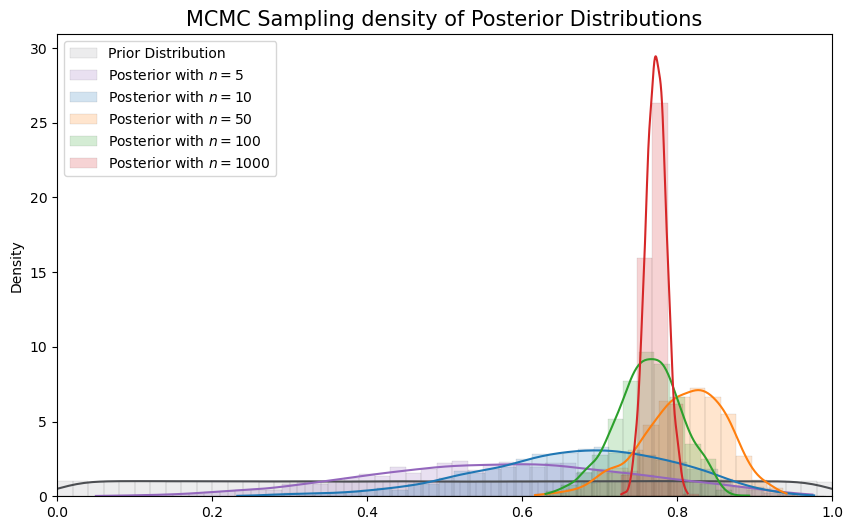 MCMC Sampling density of Posterior Distributions
Prior Distribution
Posterior with n = 5
Posterior with n = 10
Posterior with n = 50
Posterior with n = 100
Posterior with n = 1000
Density
30
25
20
15
10
5
0
0.0 0.2 0.4 0.6 0.8 1.0